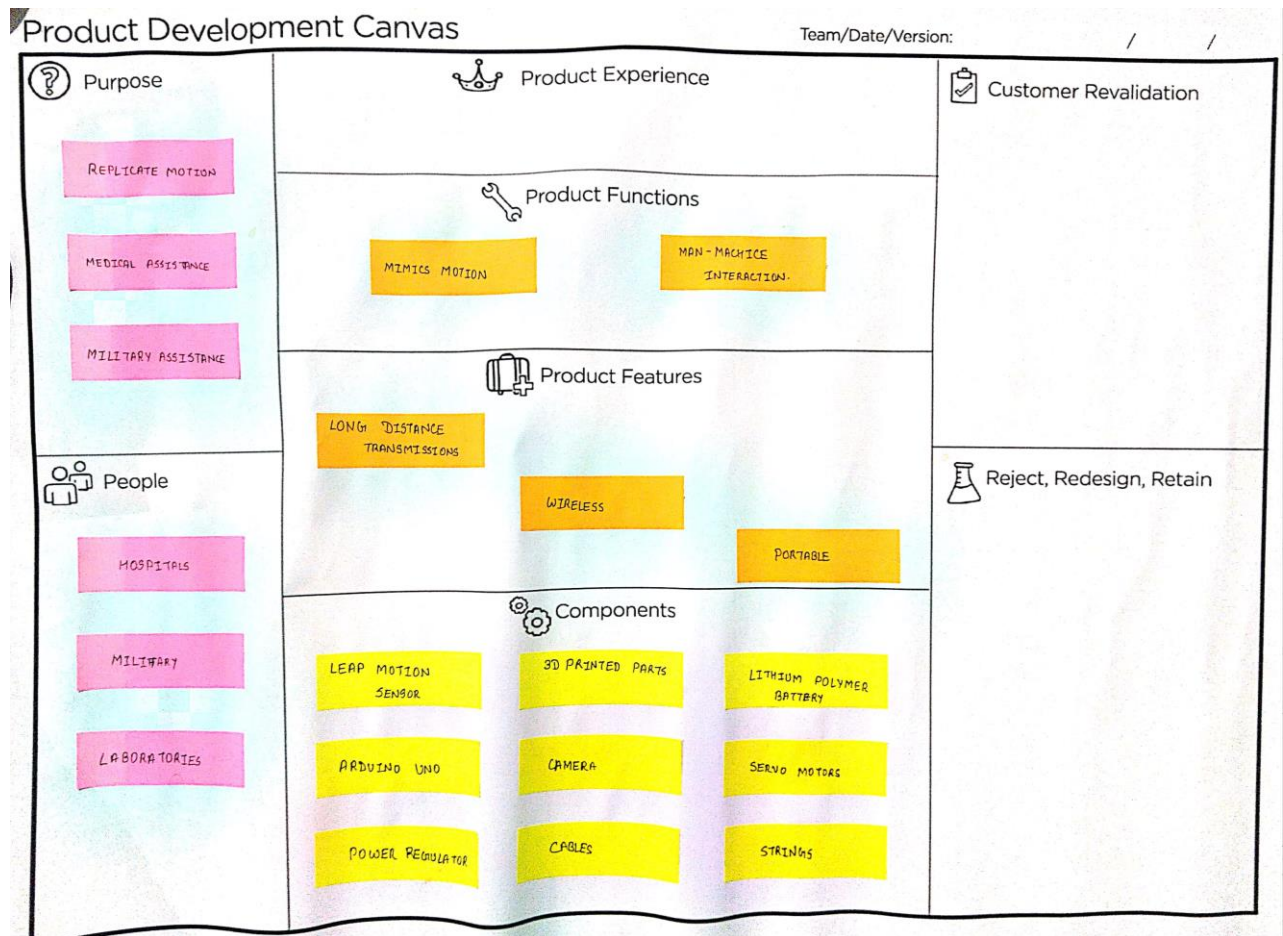 Product Development Canvas
Team/Date/Version: / /
Purpose
REPLICATE MOTION
MEDICAL ASSISTANCE
MILITARY ASSISTANCE
People
HOSPITALS
MILITARY
LABORATORIES
Product Experience
Product Functions
MIMICS MOTION
MAN-MACHICE
INTERACTION.
Product Features
LONG DISTANCE
TRANSMISSIONS
WIRELESS
PORTABLE
Components
LEAP MOTION
SENSOR
3D PRINTED PARTS
LITHIUM POLYMER
BATTERY
ARDUINO UNO
CAMERA
SERVO MOTORS
POWER REGULATOR
CABLES
STRINGS
Customer Revalidation
Reject, Redesign, Retain